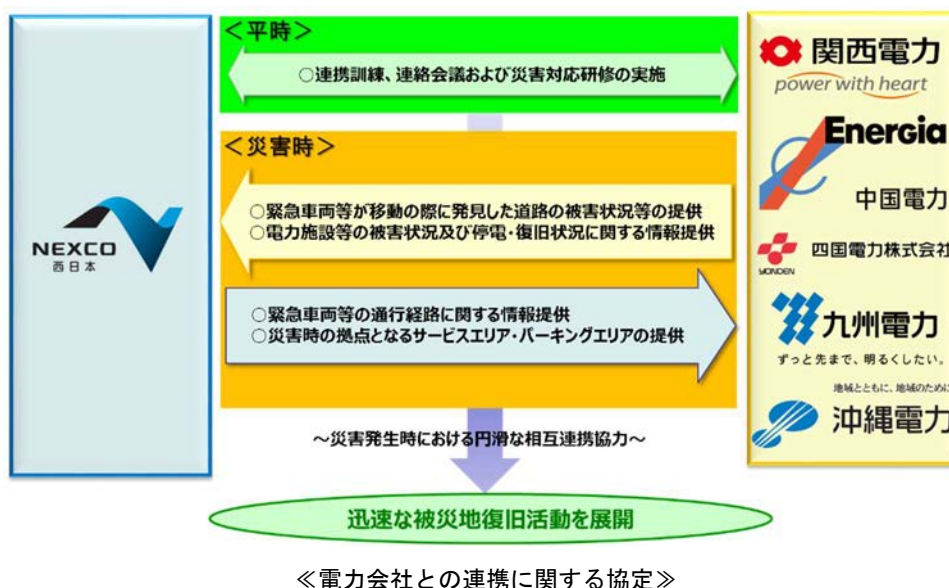 ＜平時＞
○連携訓練、連絡会議および災害対応研修の実施
＜災害時＞
○緊急車両等が移動の際に発見した道路の被害状況等の提供
○電力施設等の被害状況及び停電・復旧状況に関する情報提供
○緊急車両等の通行経路に関する情報提供
○災害時の拠点となるサービスエリア・パーキングエリアの提供
NEXCO
西日本
関西電力
power with heart
Energia
中国電力
YONDEN
四国電力株式会社
九州電力
ずっと先まで、明るくしたい。
地域とともに、地域のために
沖縄電力
～災害発生時における円滑な相互連携協力～
迅速な被災地復旧活動を展開
≪電力会社との連携に関する協定≫